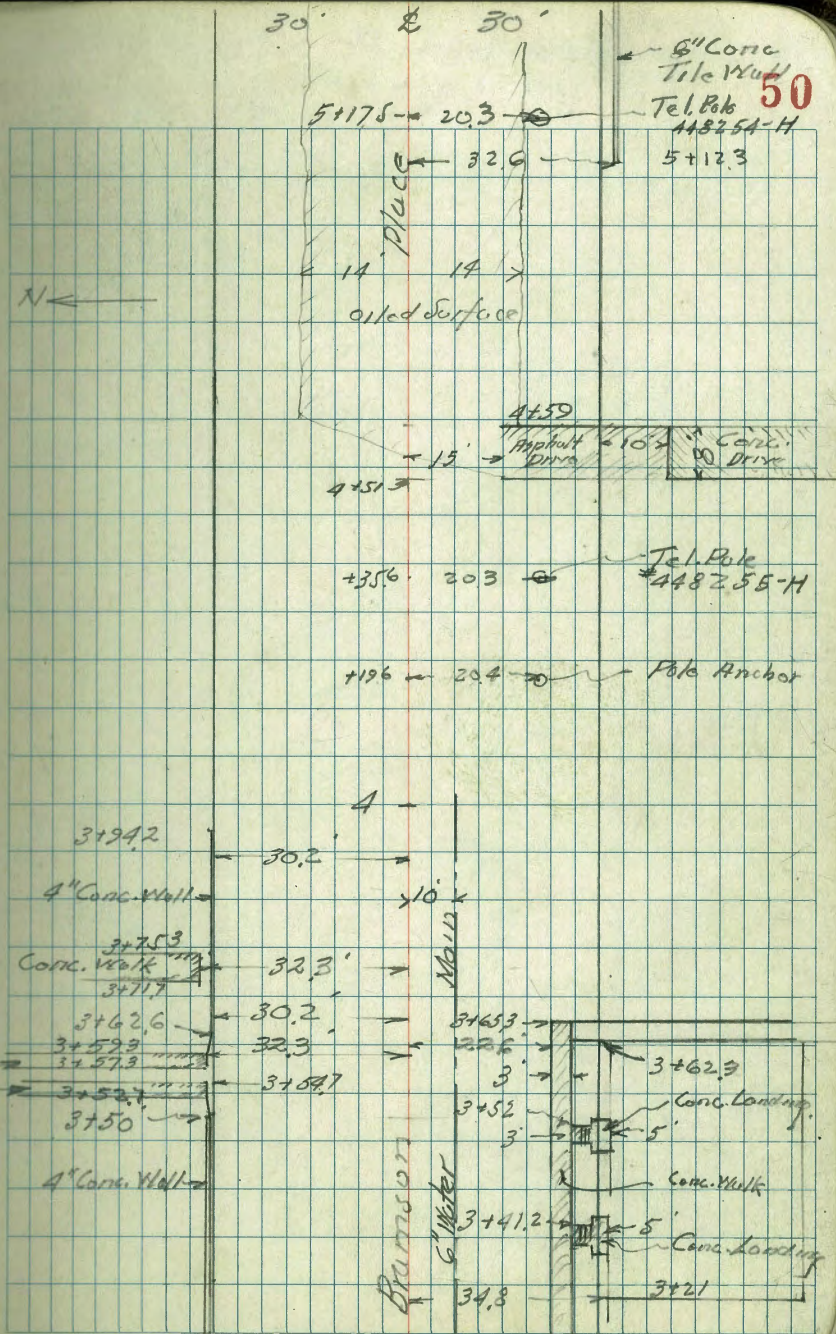 30' ℄ 30'
6" Conc
Tile Wall
50
5+17.5 20.3 Tel. Pole
448254-H
32.6 5+12.3
Place
14' 14
N
Oiled Surface
4+59
15' Asphalt
Drive 10' 8' Conc.
Drive
4+51.3
+35.6 20.3 Tel. Pole
#448255-H
+19.6 20.4 Pole Anchor
4
3+94.2
30.2'
4" Conc. Wall 10'
3+75.3
Conc. Walk 32.3'
3+71.7
Main
3+62.6 30.2' 3+65.3
3+59.3 32.3 22.6
3+57.3 3 3+62.3
3+52.7 3+54.7
3+50 3+52 Conc. Landing
3 5'
4" Conc. Wall Conc. Walk
Bramson 6" Water
3+41.2 5'
Conc. Landing
34.8 3+21